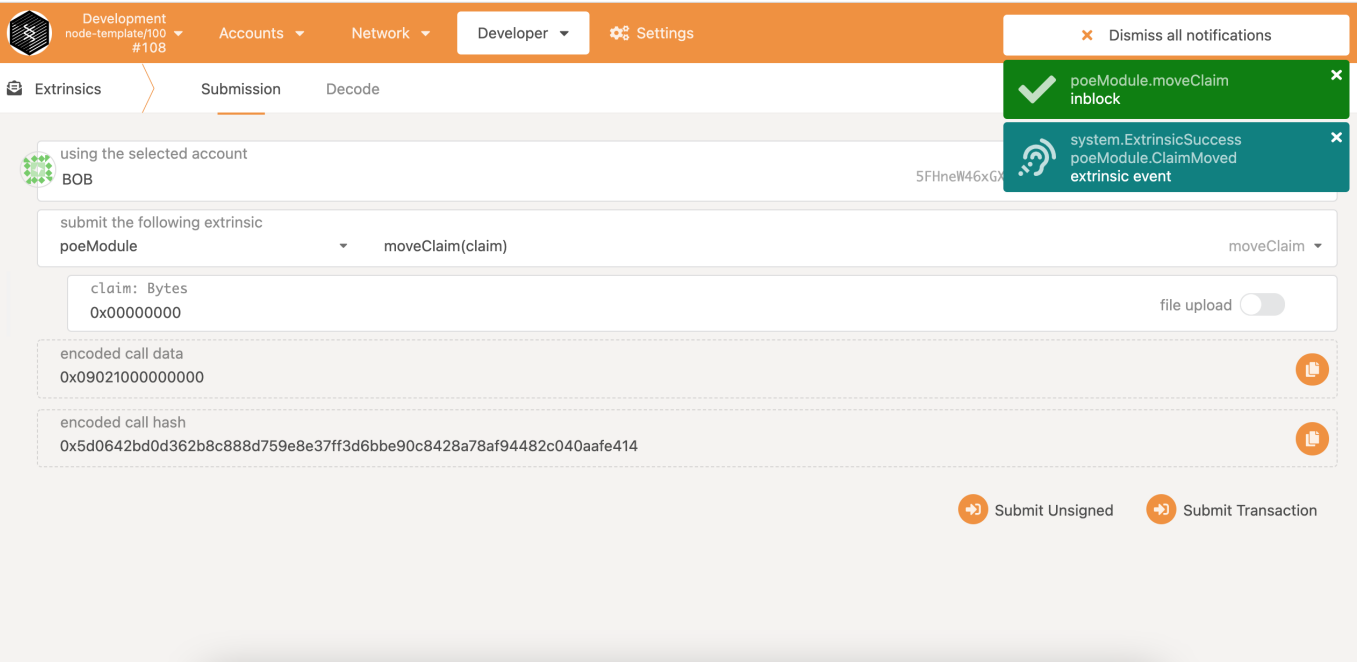 Development
node-template/100
#108
Accounts
Network
Developer
Settings
Dismiss all notifications
poeModule.moveClaim
inblock
system.ExtrinsicSuccess
poeModule.ClaimMoved
extrinsic event
Extrinsics
Submission
Decode
using the selected account
BOB
5FHneW46xGX
submit the following extrinsic
poeModule
moveClaim(claim)
moveClaim
claim: Bytes
0x00000000
file upload
encoded call data
0x09021000000000
encoded call hash
0x5d0642bd0d362b8c888d759e8e37ff3d6bbe90c8428a78af94482c040aafe414
Submit Unsigned
Submit Transaction